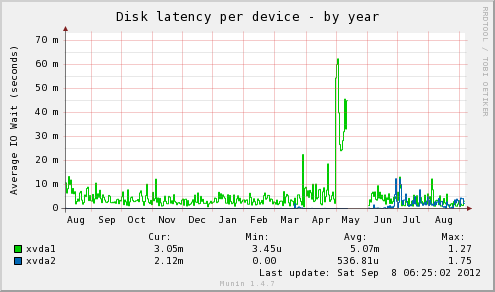 Disk latency per device - by year
RRDTOOL / TOBI OETIKER
Average IO Wait (seconds)
70 m
60 m
50 m
40 m
30 m
20 m
10 m
0
Aug Sep Oct Nov Dec Jan Feb Mar Apr May Jun Jul Aug
Cur: Min: Avg: Max:
xvda1 3.05m 3.45u 5.07m 1.27
xvda2 2.12m 0.00 536.81u 1.75
Last update: Sat Sep 8 06:25:02 2012
Munin 1.4.7